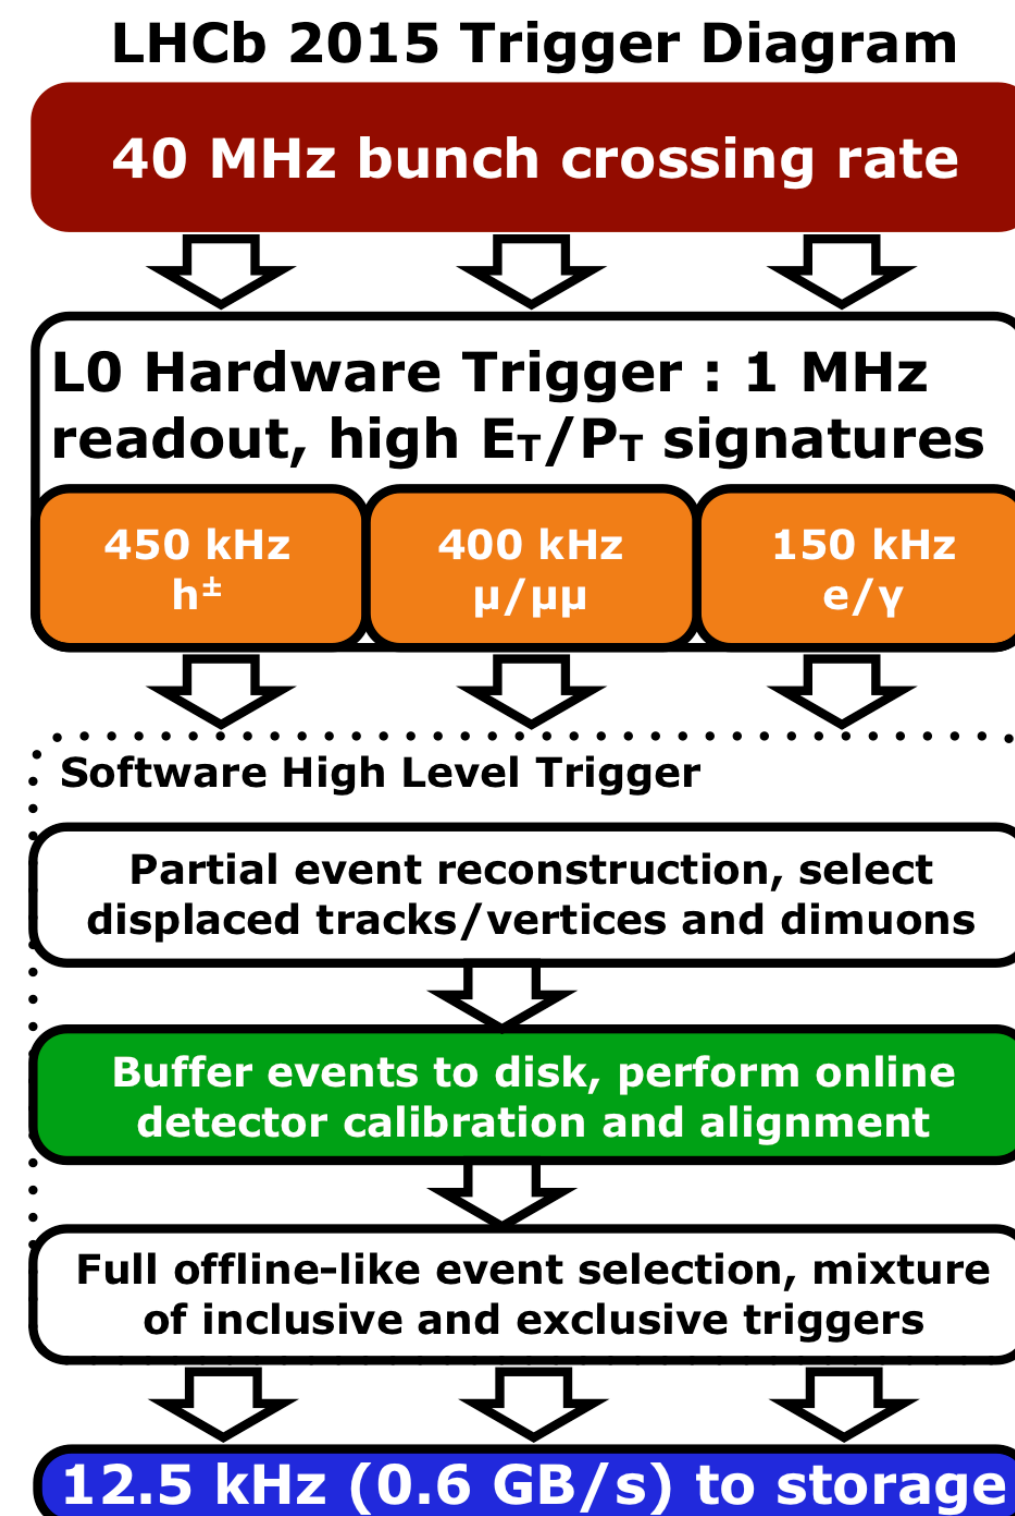 LHCb 2015 Trigger Diagram
40 MHz bunch crossing rate
L0 Hardware Trigger : 1 MHz
readout, high ET/PT signatures
450 kHz
h±
400 kHz
µ/µµ
150 kHz
e/γ
Software High Level Trigger
Partial event reconstruction, select
displaced tracks/vertices and dimuons
Buffer events to disk, perform online
detector calibration and alignment
Full offline-like event selection, mixture
of inclusive and exclusive triggers
12.5 kHz (0.6 GB/s) to storage